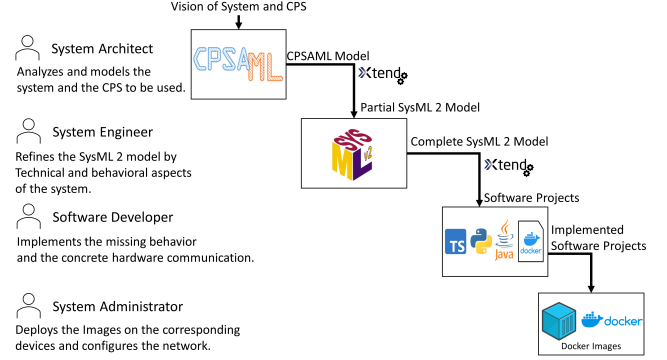 Vision of System and CPS
System Architect
Analyzes and models the
system and the CPS to be used.
CPSAML
CPSAML Model
Xtend
Partial SysML 2 Model
System Engineer
Refines the SysML 2 model by
Technical and behavioral aspects
of the system.
SYS
ML
v2
Complete SysML 2 Model
Xtend
Software Projects
Software Developer
Implements the missing behavior
and the concrete hardware communication.
TS
Java
docker
Implemented
Software Projects
System Administrator
Deploys the Images on the corresponding
devices and configures the network.
docker
Docker Images